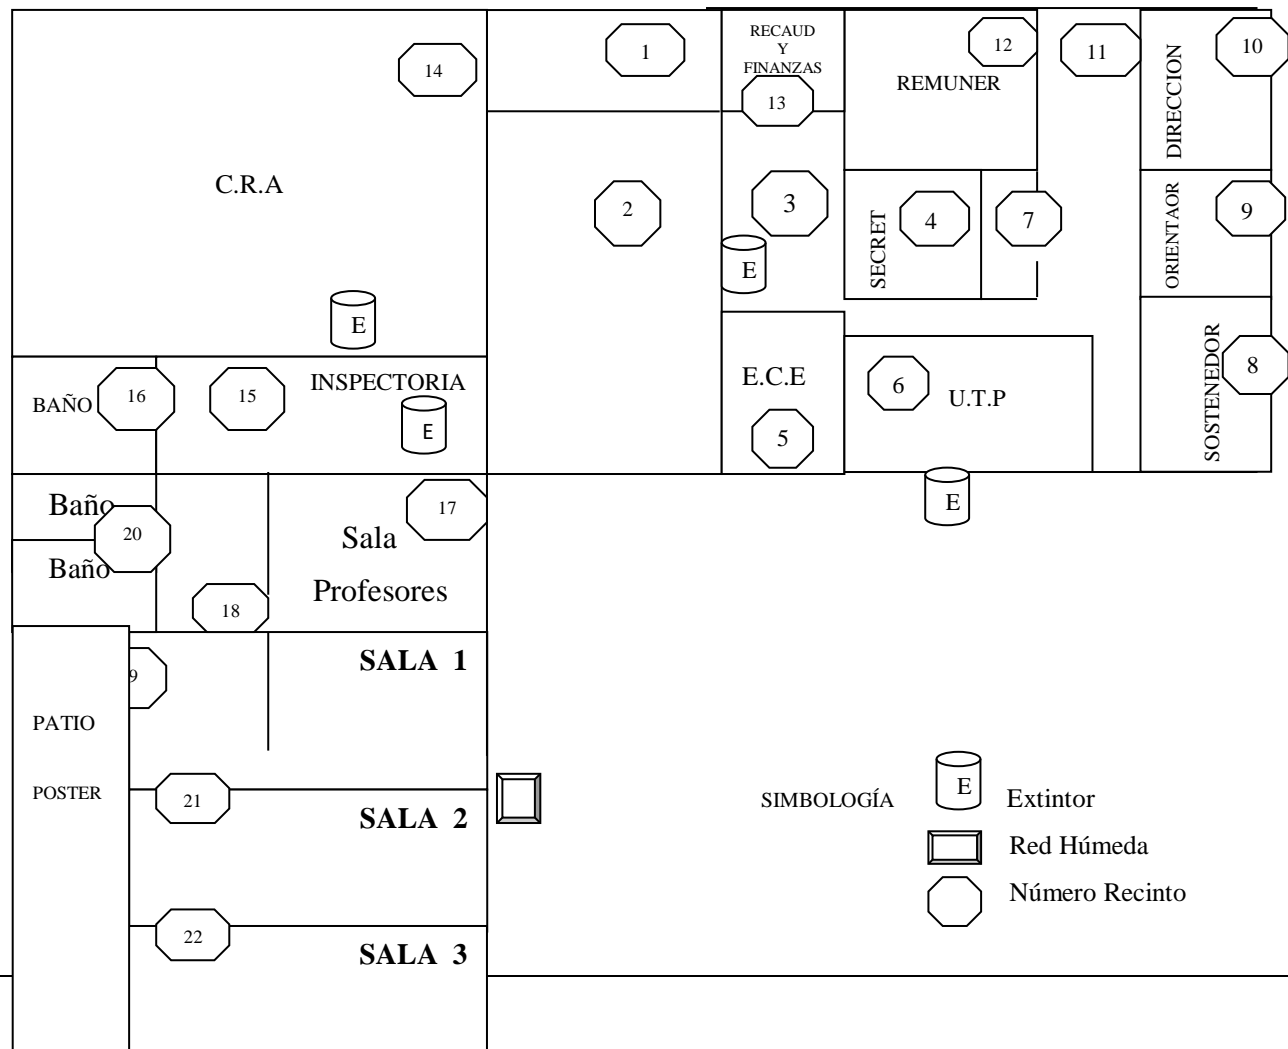 1
RECAUD
Y
FINANZAS
13
12
REMUNER
11
10
DIRECCION
14
C.R.A
2
3
SECRET
4
7
ORIENTAOR
9
E
E
E.C.E
5
6
U.T.P
SOSTENEDOR
8
BAÑO
16
15
INSPECTORIA
E
E
Baño
20
Baño
17
Sala
Profesores
18
9
SALA 1
PATIO
POSTER
21
SALA 2
22
SALA 3
SIMBOLOGÍA
E
Extintor
Red Húmeda
Número Recinto